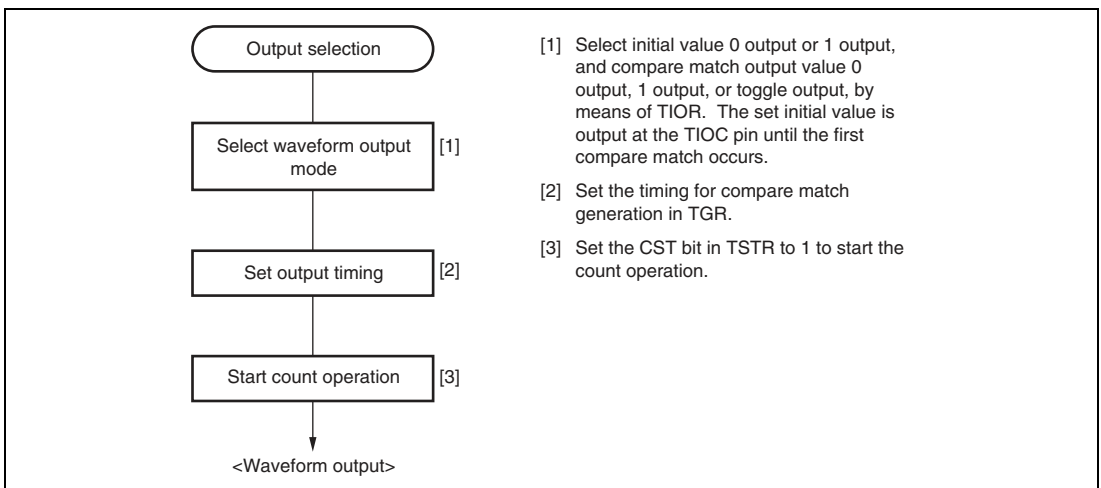 Output selection
Select waveform output
mode
[1]
Set output timing
[2]
Start count operation
[3]
<Waveform output>
[1] Select initial value 0 output or 1 output,
and compare match output value 0
output, 1 output, or toggle output, by
means of TIOR. The set initial value is
output at the TIOC pin until the first
compare match occurs.
[2] Set the timing for compare match
generation in TGR.
[3] Set the CST bit in TSTR to 1 to start the
count operation.